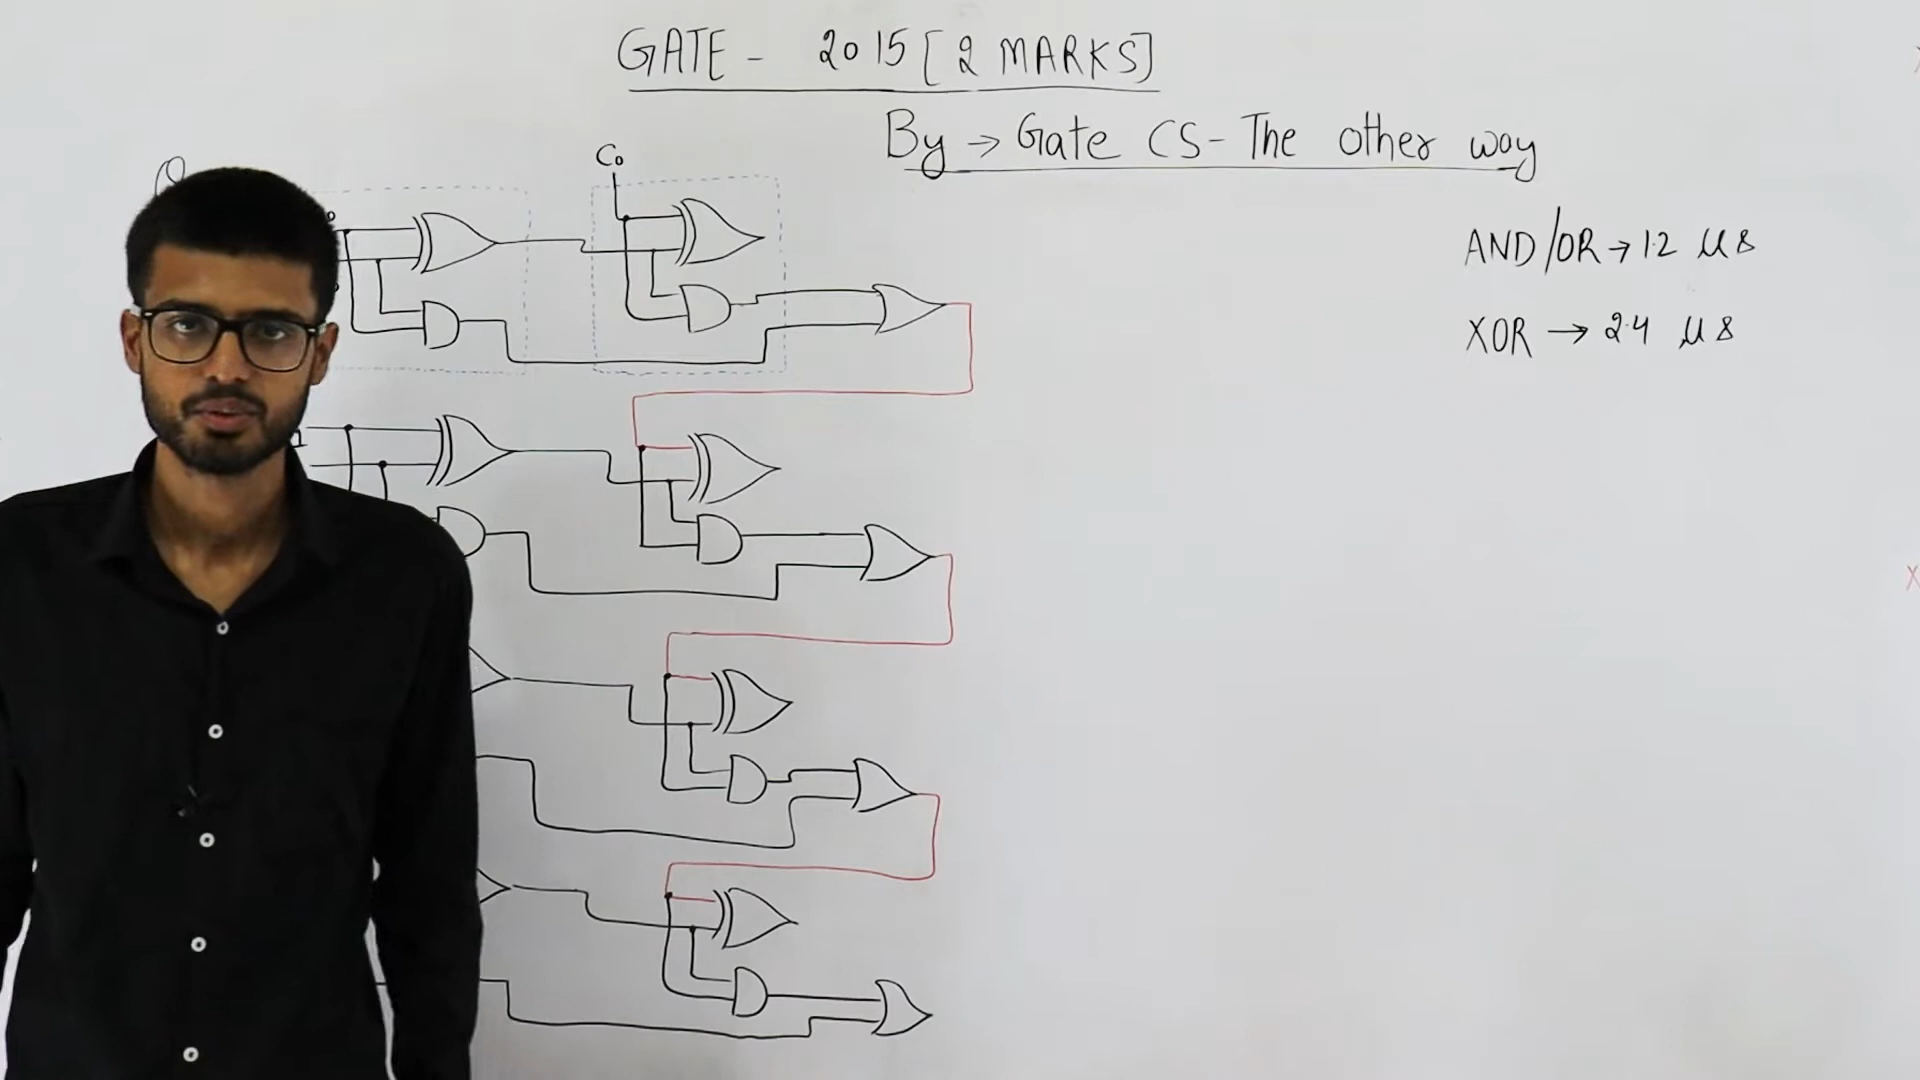 GATE - 2015 [2 MARKS]
By → Gate CS - The other way
C₀
AND/OR → 1.2 μs
XOR → 2.4 μs